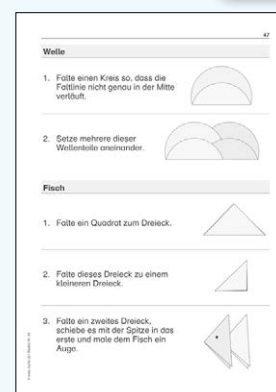 47
Welle
1. Falte einen Kreis so, dass die
Faltlinie nicht genau in der Mitte
verläuft.
2. Setze mehrere dieser
Wellenteile aneinander.
Fisch
1. Falte ein Quadrat zum Dreieck.
2. Falte dieses Dreieck zu einem
kleineren Dreieck.
3. Falte ein zweites Dreieck,
schiebe es mit der Spitze in das
erste und male dem Fisch ein
Auge.